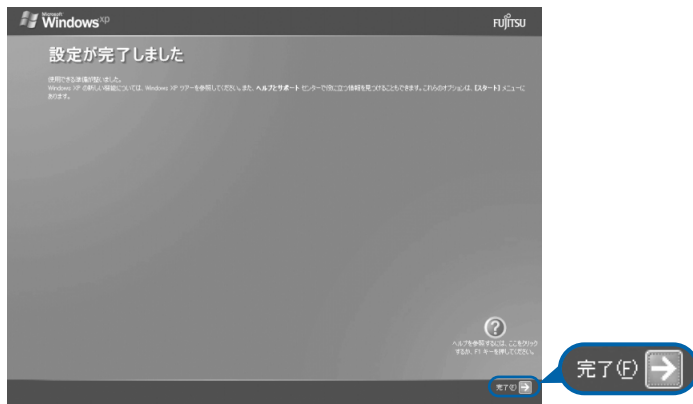 Microsoft
Windows xp
FUJITSU
設定が完了しました
使用できる準備が整いました。
Windows XP の新しい機能については、Windows XP ツアーを参照してください。また、ヘルプとサポート センターで役に立つ情報を見つけることもできます。これらのオプションは、[スタート] メニューに
あります。
?
ヘルプを参照するには、ここをクリック
するか、F1 キーを押してください。
完了(F)
完了(F)